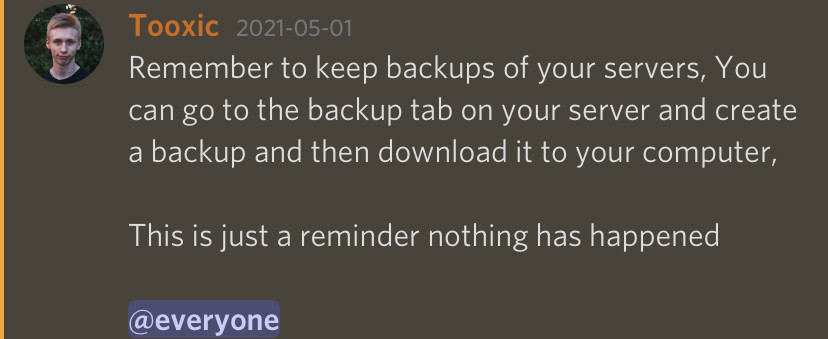 Tooxic 2021-05-01
Remember to keep backups of your servers, You
can go to the backup tab on your server and create
a backup and then download it to your computer,
This is just a reminder nothing has happened
@everyone